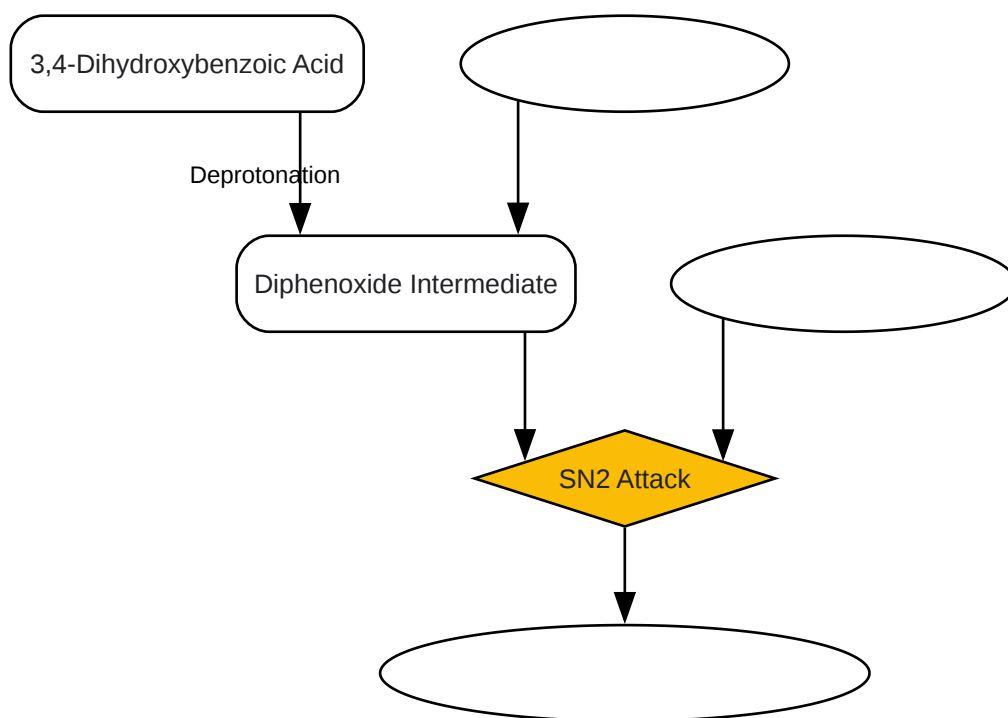 3,4-Dihydroxybenzoic Acid
Deprotonation
Diphenoxide Intermediate
SN2 Attack